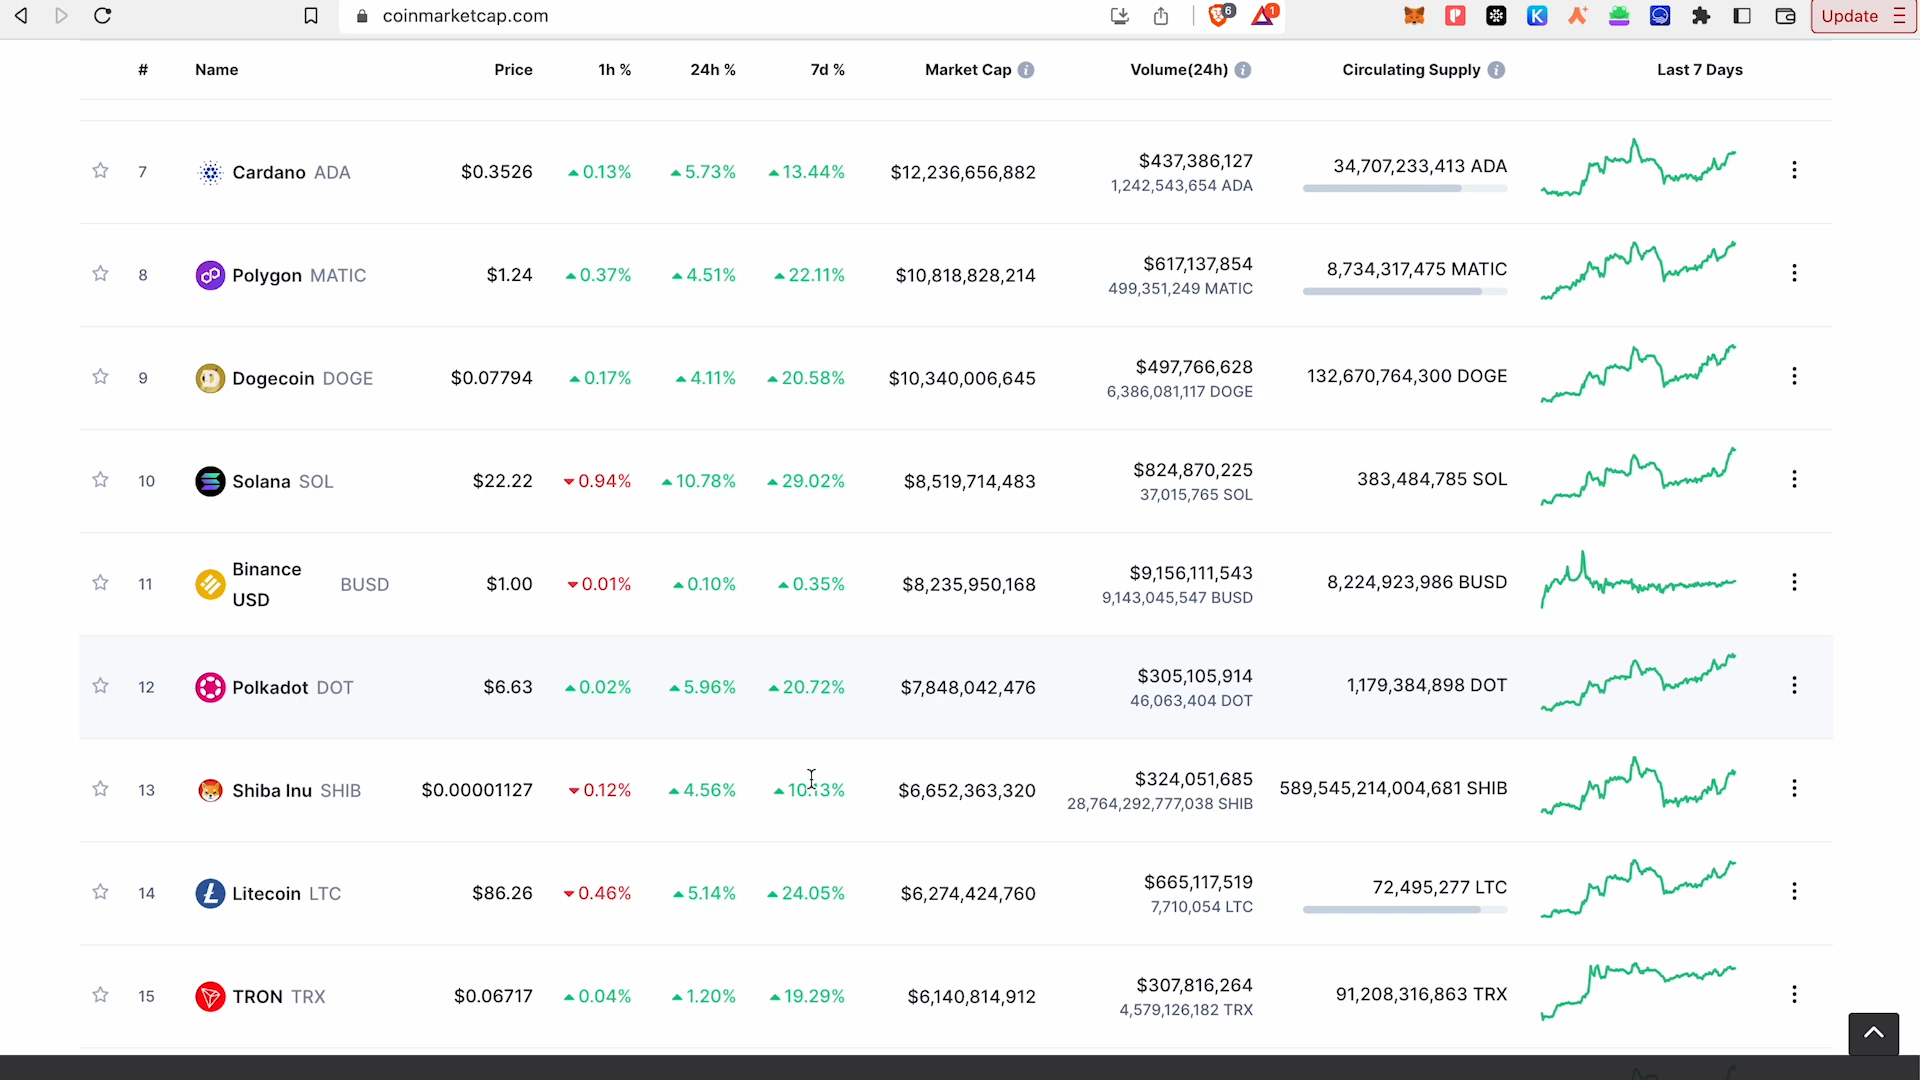 coinmarketcap.com 6 1 Update
# Name Price 1h % 24h % 7d % Market Cap Volume(24h) Circulating Supply Last 7 Days
7 Cardano ADA $0.3526 0.13% 5.73% 13.44% $12,236,656,882 $437,386,127 34,707,233,413 ADA
1,242,543,654 ADA
8 Polygon MATIC $1.24 0.37% 4.51% 22.11% $10,818,828,214 $617,137,854 8,734,317,475 MATIC
499,351,249 MATIC
9 Dogecoin DOGE $0.07794 0.17% 4.11% 20.58% $10,340,006,645 $497,766,628 132,670,764,300 DOGE
6,386,081,117 DOGE
10 Solana SOL $22.22 0.94% 10.78% 29.02% $8,519,714,483 $824,870,225 383,484,785 SOL
37,015,765 SOL
11 Binance USD BUSD $1.00 0.01% 0.10% 0.35% $8,235,950,168 $9,156,111,543 8,224,923,986 BUSD
9,143,045,547 BUSD
12 Polkadot DOT $6.63 0.02% 5.96% 20.72% $7,848,042,476 $305,105,914 1,179,384,898 DOT
46,063,404 DOT
13 Shiba Inu SHIB $0.00001127 0.12% 4.56% 10.13% $6,652,363,320 $324,051,685 589,545,214,004,681 SHIB
28,764,292,777,038 SHIB
14 Litecoin LTC $86.26 0.46% 5.14% 24.05% $6,274,424,760 $665,117,519 72,495,277 LTC
7,710,054 LTC
15 TRON TRX $0.06717 0.04% 1.20% 19.29% $6,140,814,912 $307,816,264 91,208,316,863 TRX
4,579,126,182 TRX